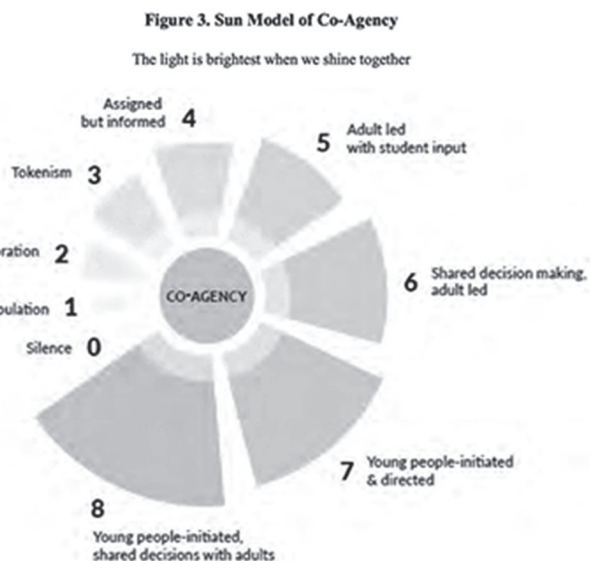 Figure 3. Sun Model of Co-Agency
The light is brightest when we shine together
Assigned
but informed 4
5 Adult led
with student input
Tokenism 3
ration 2
6 Shared decision making,
adult led
CO-AGENCY
pulation 1
Silence 0
7 Young people-initiated
& directed
8
Young people-initiated,
shared decisions with adults